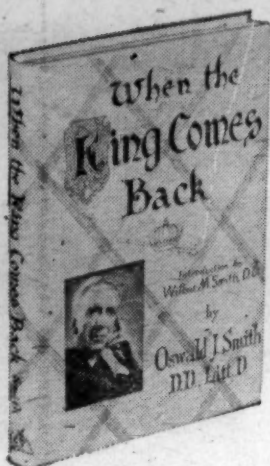 When the
King Comes
Back
Introduction by
Wilbur M. Smith, D.D.
by
Oswald J. Smith
D.D. Litt.D.
When the King Comes Back